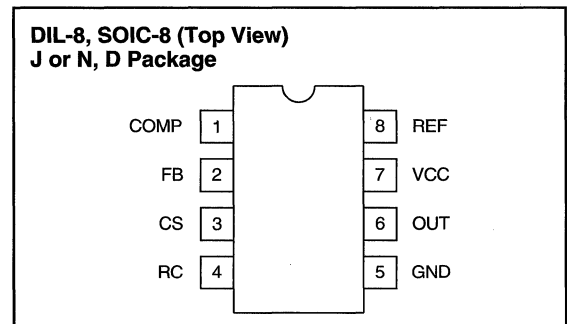 DIL-8, SOIC-8 (Top View)
J or N, D Package
COMP 1 8 REF
FB 2 7 VCC
CS 3 6 OUT
RC 4 5 GND